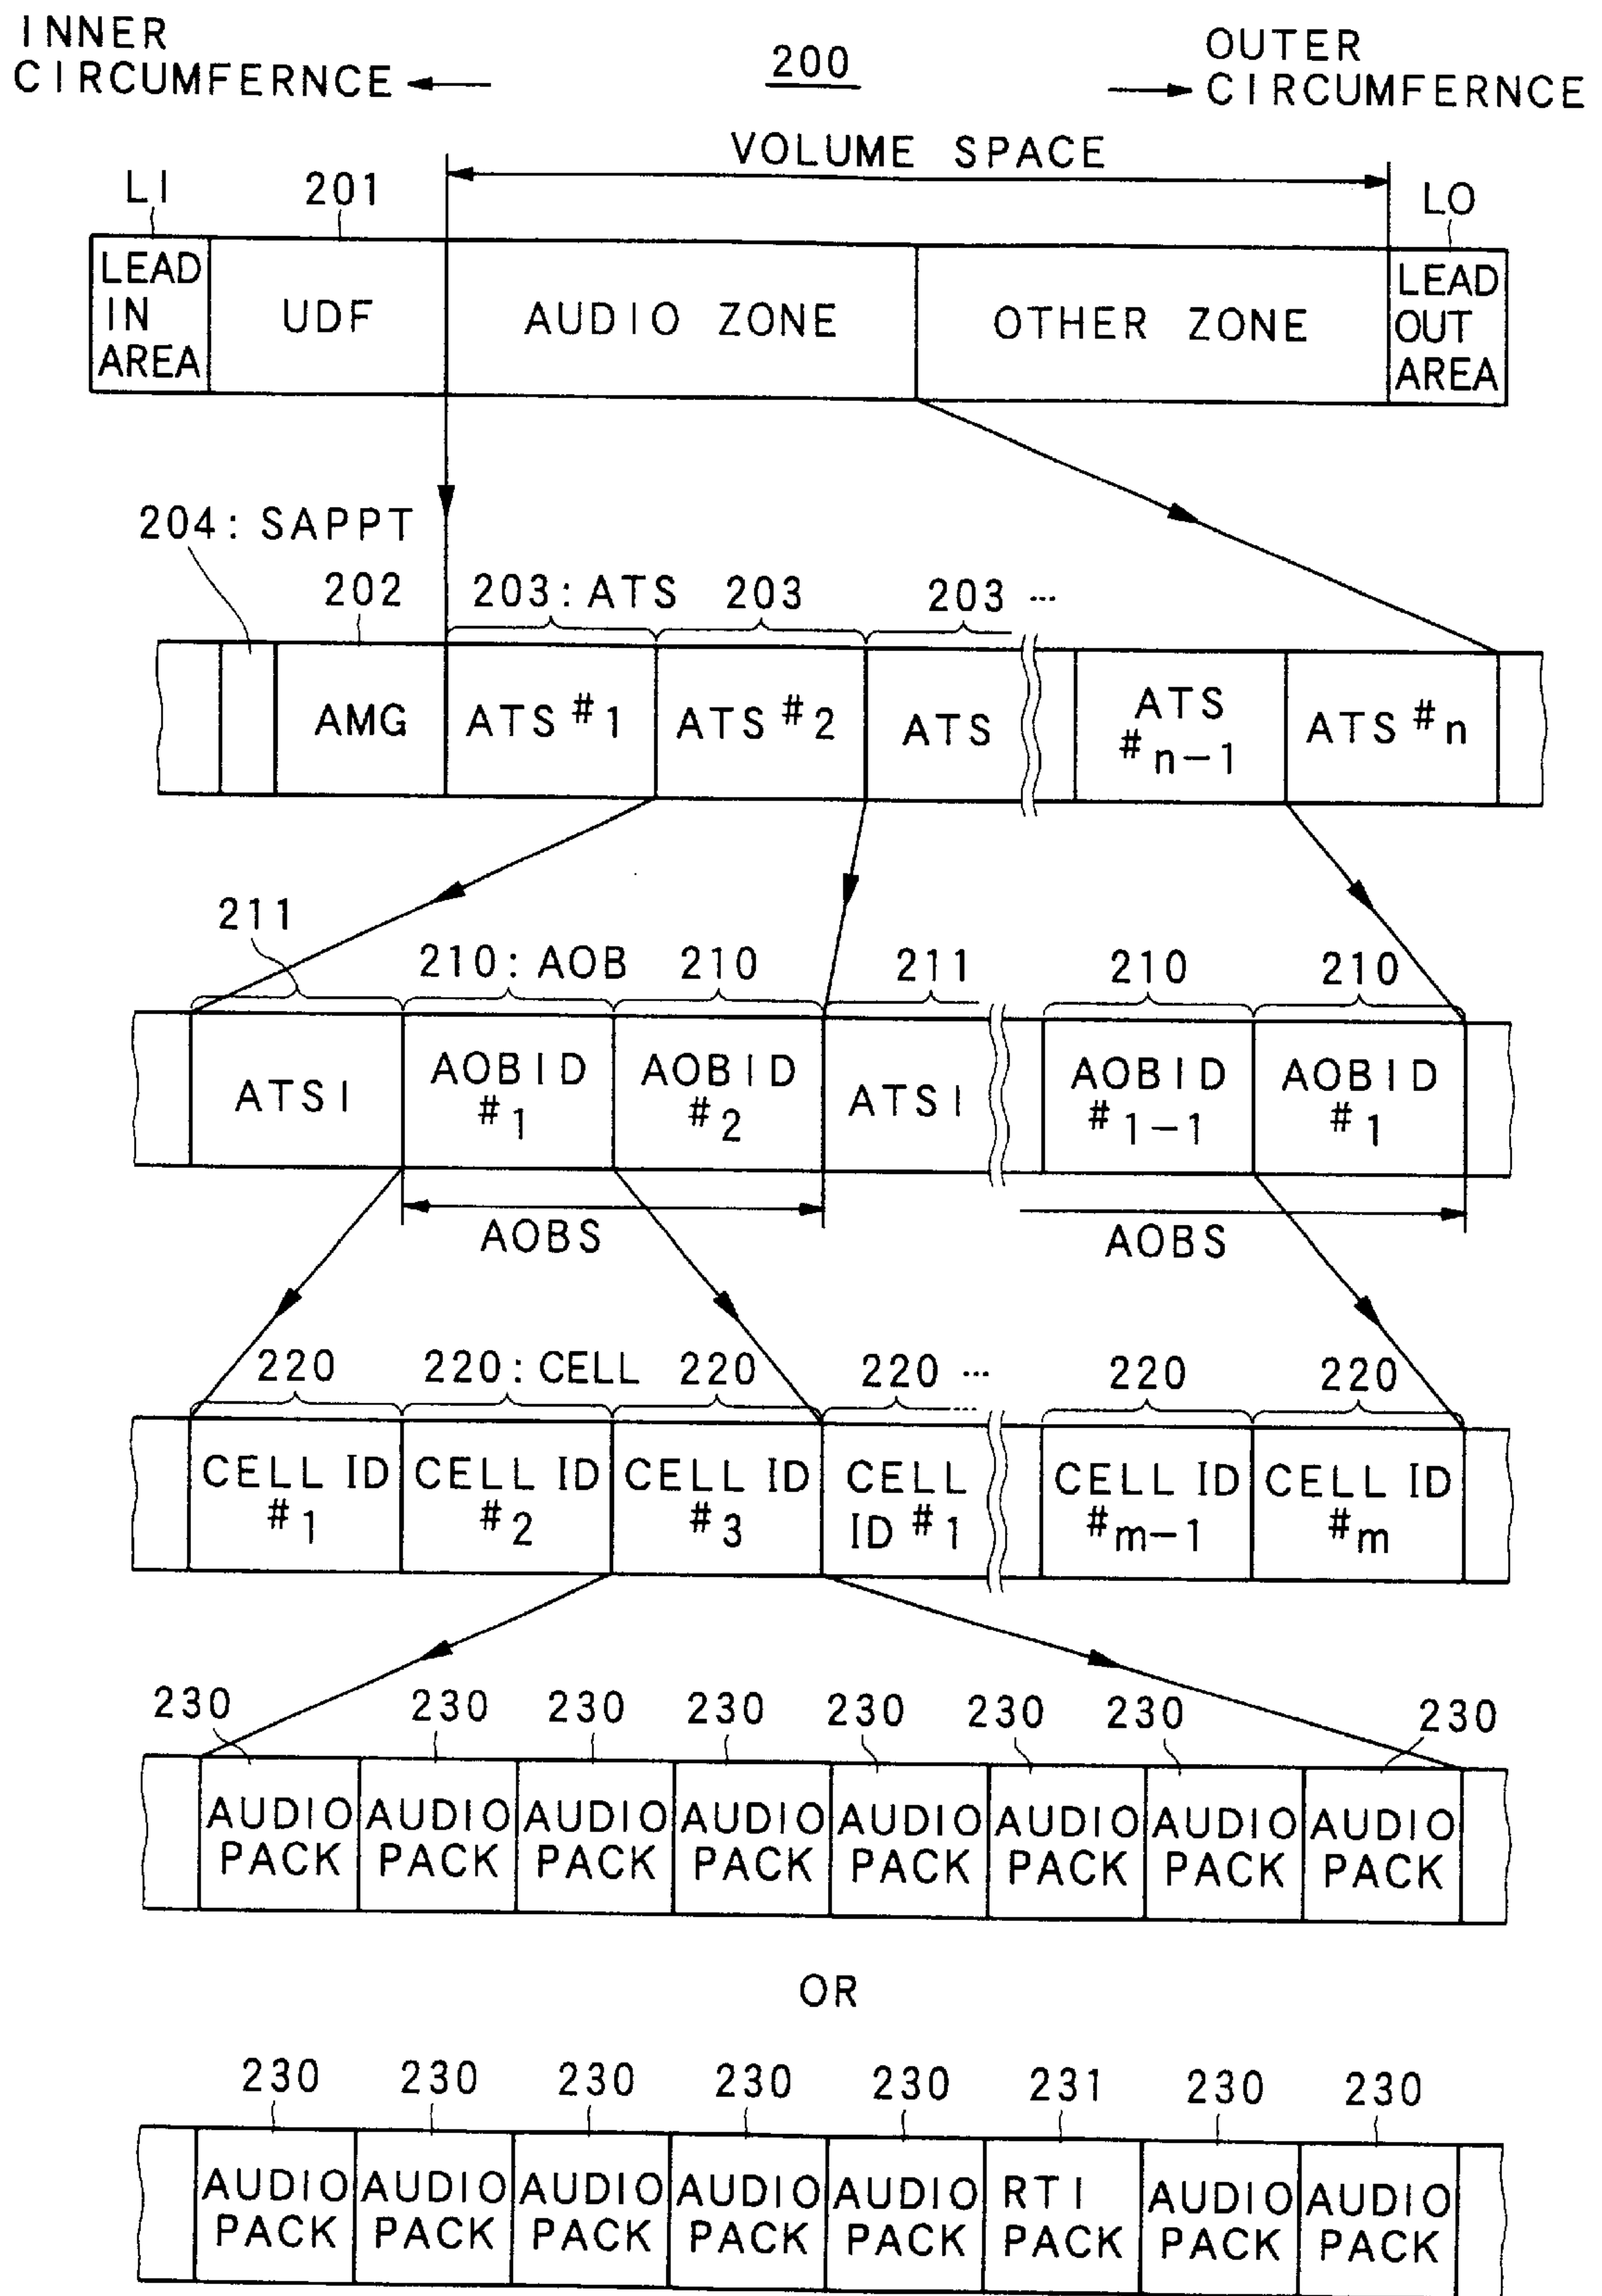 INNER
CIRCUMFERNCE
200
OUTER
CIRCUMFERNCE
VOLUME SPACE
LI
201
LO
LEAD
IN
AREA
UDF
AUDIO ZONE
OTHER ZONE
LEAD
OUT
AREA
204: SAPPT
202
203: ATS
203
203 ...
AMG
ATS #1
ATS #2
ATS
ATS
#n-1
ATS #n
211
210: AOB
210
211
210
210
ATSI
AOBID
#1
AOBID
#2
ATSI
AOBID
#1-1
AOBID
#1
AOBS
AOBS
220
220: CELL
220
220 ...
220
220
CELL ID
#1
CELL ID
#2
CELL ID
#3
CELL
ID #1
CELL ID
#m-1
CELL ID
#m
230
230
230
230
230
230
230
230
AUDIO
PACK
AUDIO
PACK
AUDIO
PACK
AUDIO
PACK
AUDIO
PACK
AUDIO
PACK
AUDIO
PACK
AUDIO
PACK
OR
230
230
230
230
230
231
230
230
AUDIO
PACK
AUDIO
PACK
AUDIO
PACK
AUDIO
PACK
AUDIO
PACK
RTI
PACK
AUDIO
PACK
AUDIO
PACK